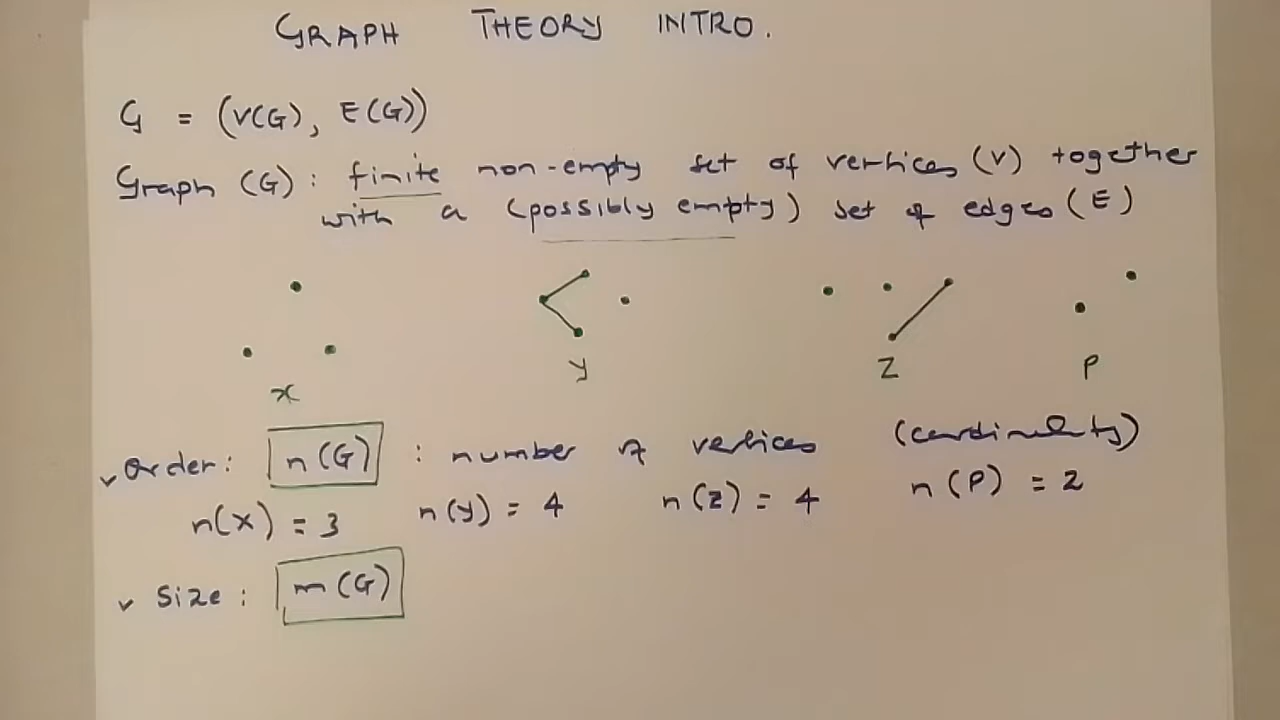 GRAPH THEORY INTRO.
G = (V(G), E(G))
Graph (G): finite non-empty set of vertices (V) together
with a (possibly empty) set of edges (E)
x y z P
Order: n(G) : number of vertices (cardinality)
n(x) = 3 n(y) = 4 n(z) = 4 n(P) = 2
Size: m(G)